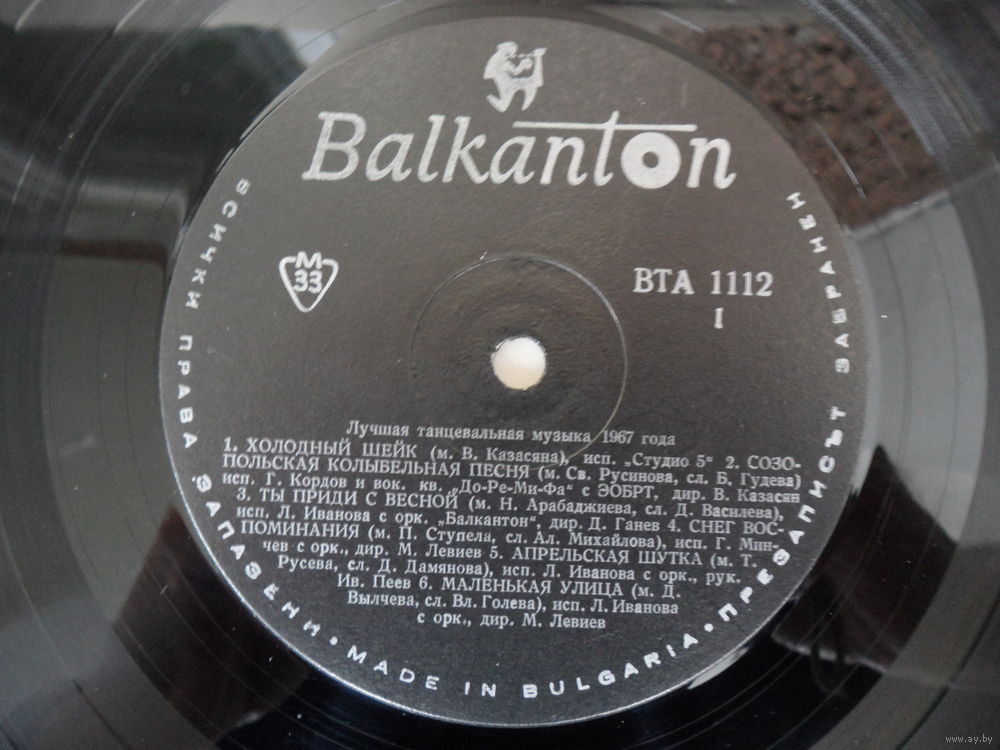 Balkanton
M
33
ВТА 1112
I
Лучшая танцевальная музыка 1967 года
1. ХОЛОДНЫЙ ШЕЙК (м. В. Казасяна), исп. „Студио 5“ 2. СОЗО-
ПОЛЬСКАЯ КОЛЫБЕЛЬНАЯ ПЕСНЯ (м. Св. Русинова, сл. Б. Гудева)
исп. Г. Кордов и вок. кв. „До-Ре-Ми-Фа“ с ЭОБРТ, дир. В. Казасян
3. ТЫ ПРИДИ С ВЕСНОЙ (м. Н. Арабаджиева, сл. Д. Василева),
исп. Л. Иванова с орк. „Балкантон“, дир. Д. Ганев 4. СНЕГ ВОС-
ПОМИНАНИЯ (м. П. Ступела, сл. Ал. Михайлова), исп. Г. Мин-
чев с орк., дир. М. Левиев 5. АПРЕЛЬСКАЯ ШУТКА (м. Т.
Русева, сл. Д. Дамянова), исп. Л. Иванова с орк., рук.
Ив. Пеев 6. МАЛЕНЬКАЯ УЛИЦА (м. Д.
Вылчева, сл. Вл. Голева), исп. Л. Иванова
с орк., дир. М. Левиев
ВСИЧКИ ПРАВА ЗАПАЗЕНИ • MADE IN BULGARIA • ПРЕЗАПИСЪТ ЗАБРАНЕН
www.ay.by